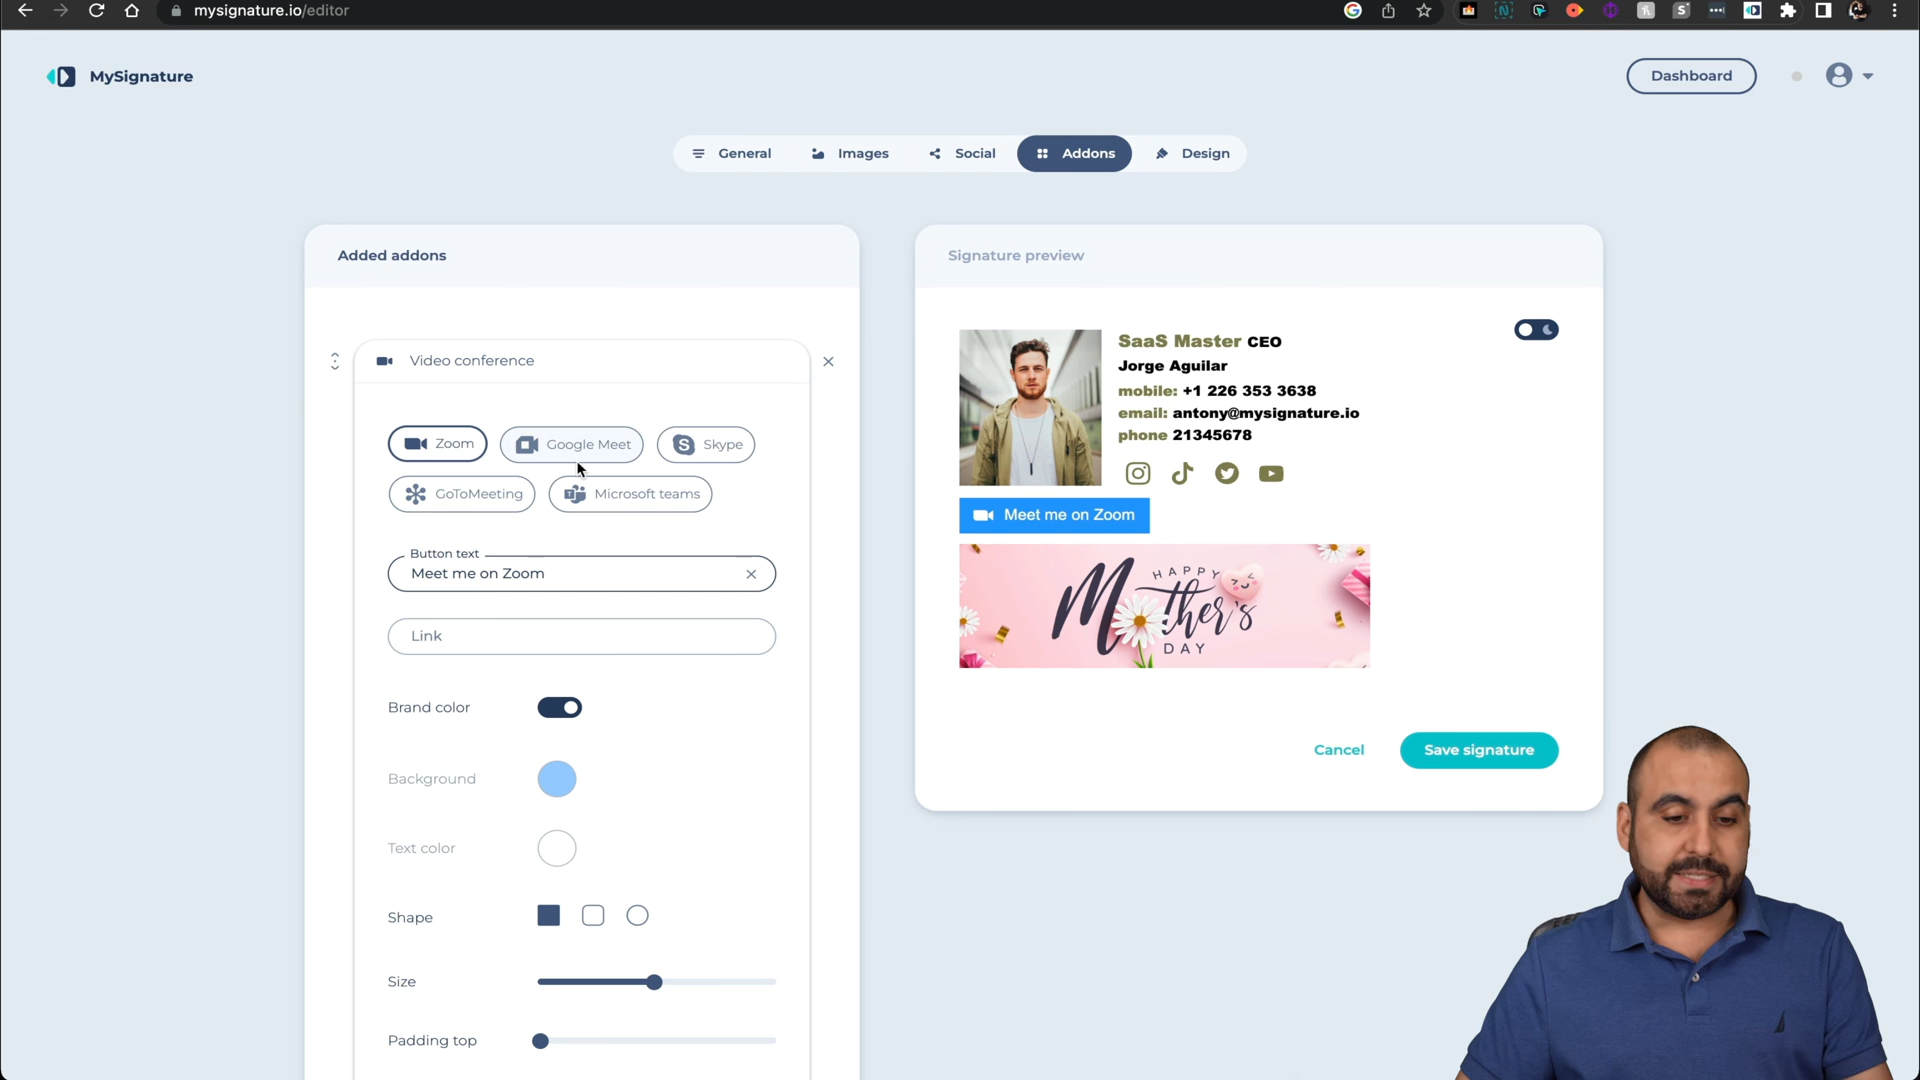 mysignature.io/editor
MySignature
Dashboard
General
Images
Social
Addons
Design
Added addons
Video conference
Zoom
Google Meet
Skype
GoToMeeting
Microsoft teams
Button text
Meet me on Zoom
Link
Brand color
Background
Text color
Shape
Size
Padding top
Signature preview
SaaS Master CEO
Jorge Aguilar
mobile: +1 226 353 3638
email: antony@mysignature.io
phone 21345678
Meet me on Zoom
HAPPY
Mother's
DAY
Cancel
Save signature